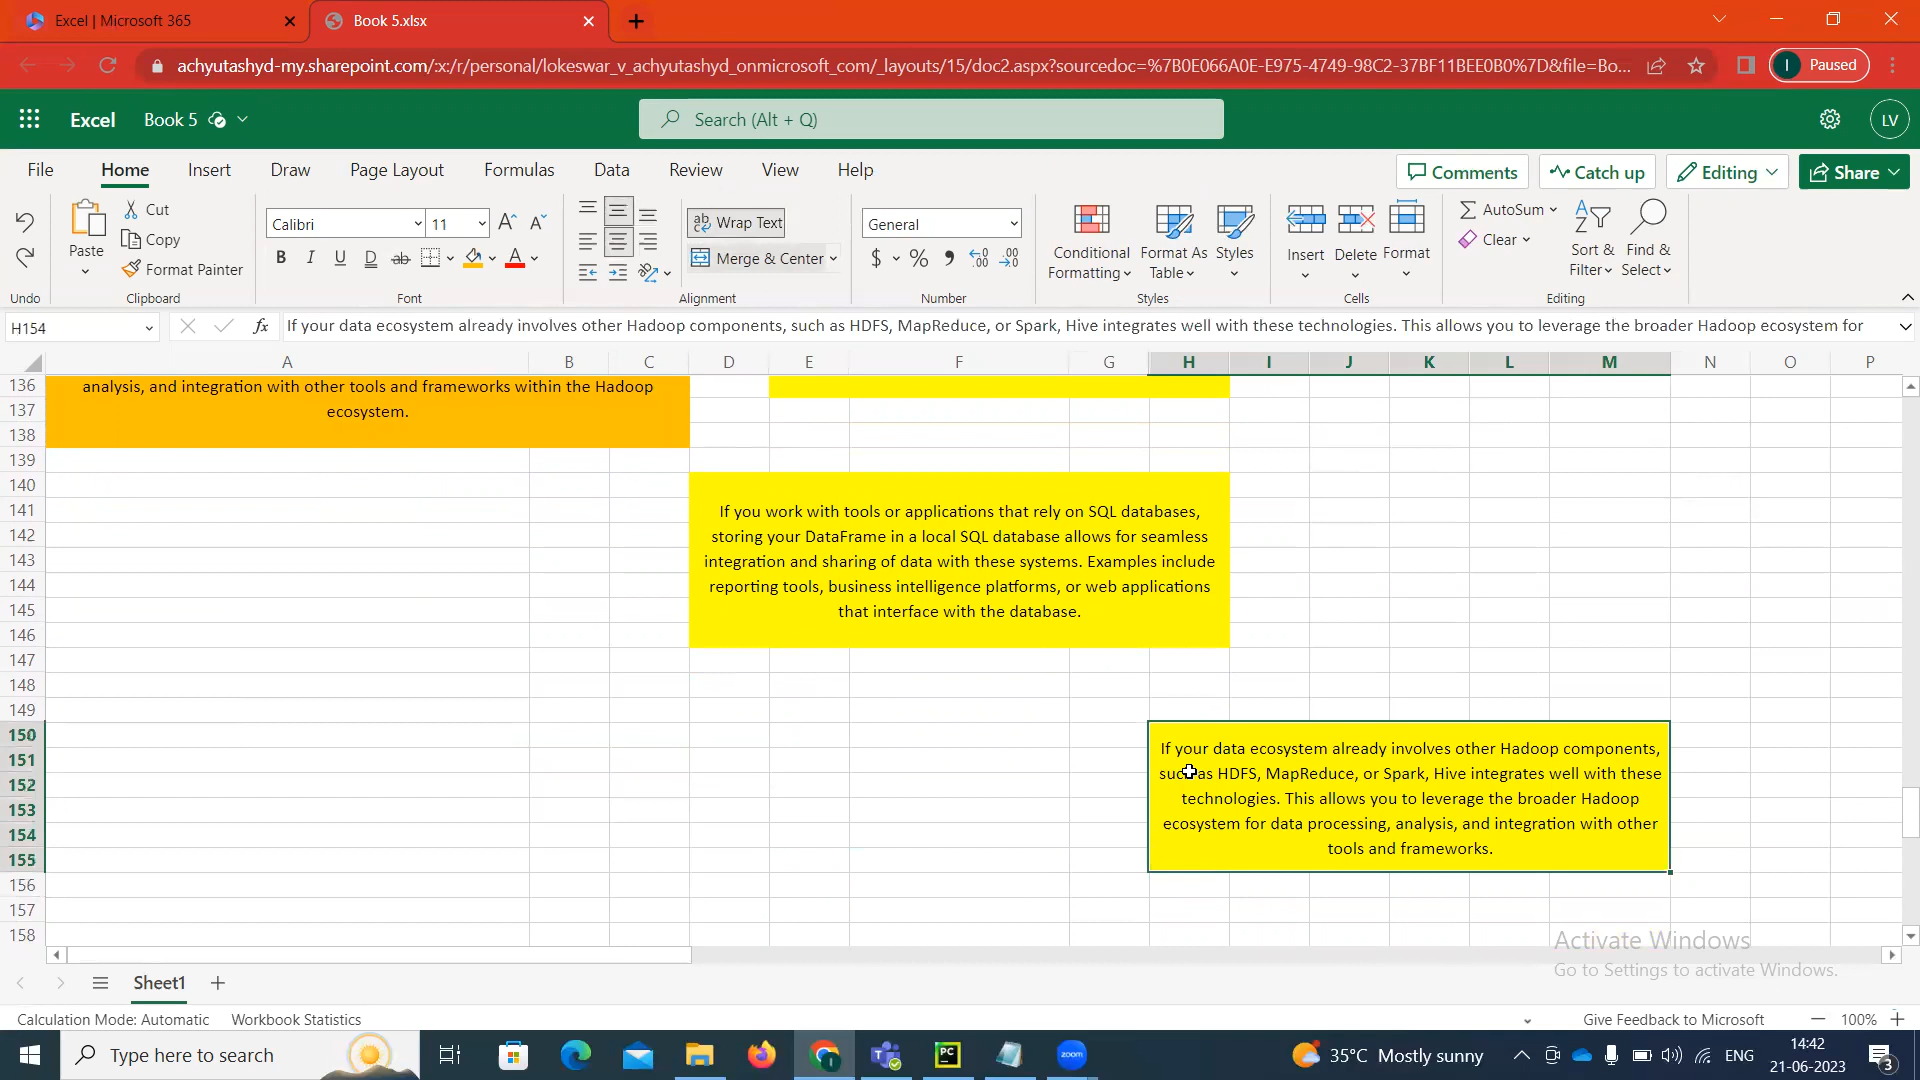 Excel | Microsoft 365
Book 5.xlsx
achyutashyd-my.sharepoint.com/:x:/r/personal/lokeswar_v_achyutashyd_onmicrosoft_com/_layouts/15/doc2.aspx?sourcedoc=%7B0E066A0E-E975-4749-98C2-37BF11BEE0B0%7D&file=Bo...
I
Paused
Excel
Book 5
Search (Alt + Q)
LV
File
Home
Insert
Draw
Page Layout
Formulas
Data
Review
View
Help
Comments
Catch up
Editing
Share
Paste
Cut
Copy
Format Painter
Calibri
11
B
I
U
D
ab
A
Wrap Text
Merge & Center
General
$
%
Conditional
Formatting
Format As
Table
Styles
Insert
Delete
Format
AutoSum
Clear
Sort &
Filter
Find &
Select
Undo
Clipboard
Font
Alignment
Number
Styles
Cells
Editing
H154
fx
If your data ecosystem already involves other Hadoop components, such as HDFS, MapReduce, or Spark, Hive integrates well with these technologies. This allows you to leverage the broader Hadoop ecosystem for
A B C D E F G H I J K L M N O P
136
137
138
139
140
141
142
143
144
145
146
147
148
149
150
151
152
153
154
155
156
157
158
analysis, and integration with other tools and frameworks within the Hadoop
ecosystem.
If you work with tools or applications that rely on SQL databases,
storing your DataFrame in a local SQL database allows for seamless
integration and sharing of data with these systems. Examples include
reporting tools, business intelligence platforms, or web applications
that interface with the database.
If your data ecosystem already involves other Hadoop components,
such as HDFS, MapReduce, or Spark, Hive integrates well with these
technologies. This allows you to leverage the broader Hadoop
ecosystem for data processing, analysis, and integration with other
tools and frameworks.
Activate Windows
Go to Settings to activate Windows.
Sheet1
Calculation Mode: Automatic
Workbook Statistics
Give Feedback to Microsoft
100%
Type here to search
PC
zoom
35°C Mostly sunny
ENG
14:42
21-06-2023
3